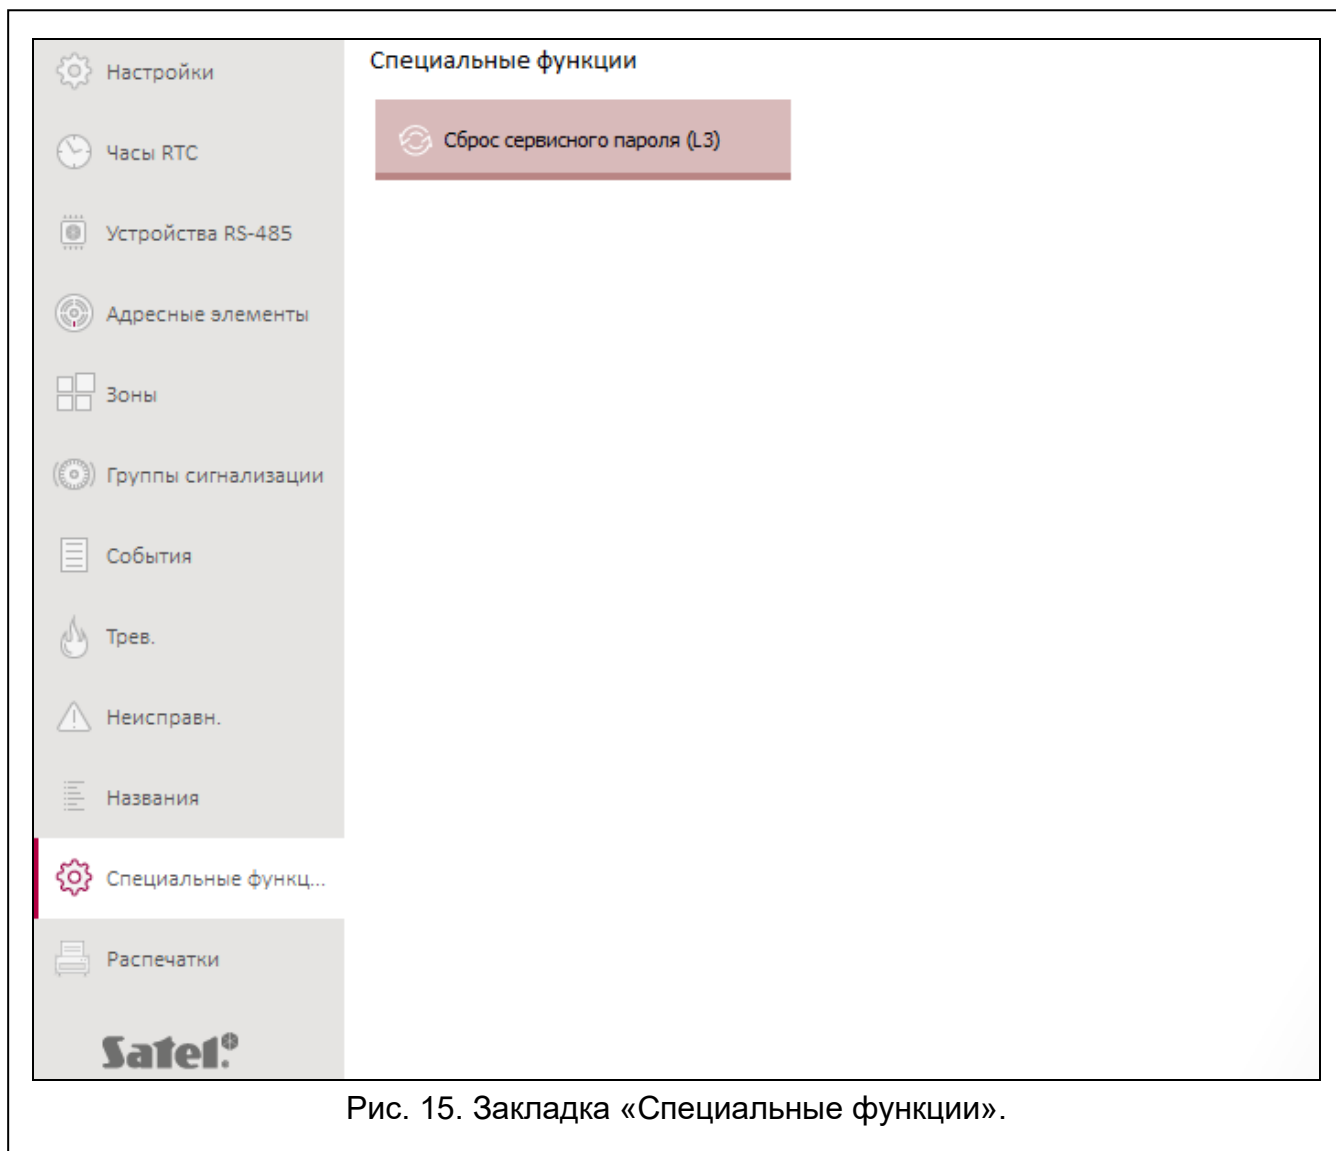 Настройки
Часы RTC
Устройства RS-485
Адресные элементы
Зоны
Группы сигнализации
События
Трев.
Неисправн.
Названия
Специальные функц...
Распечатки
Satel.®
Специальные функции
Сброс сервисного пароля (L3)
Рис. 15. Закладка «Специальные функции».